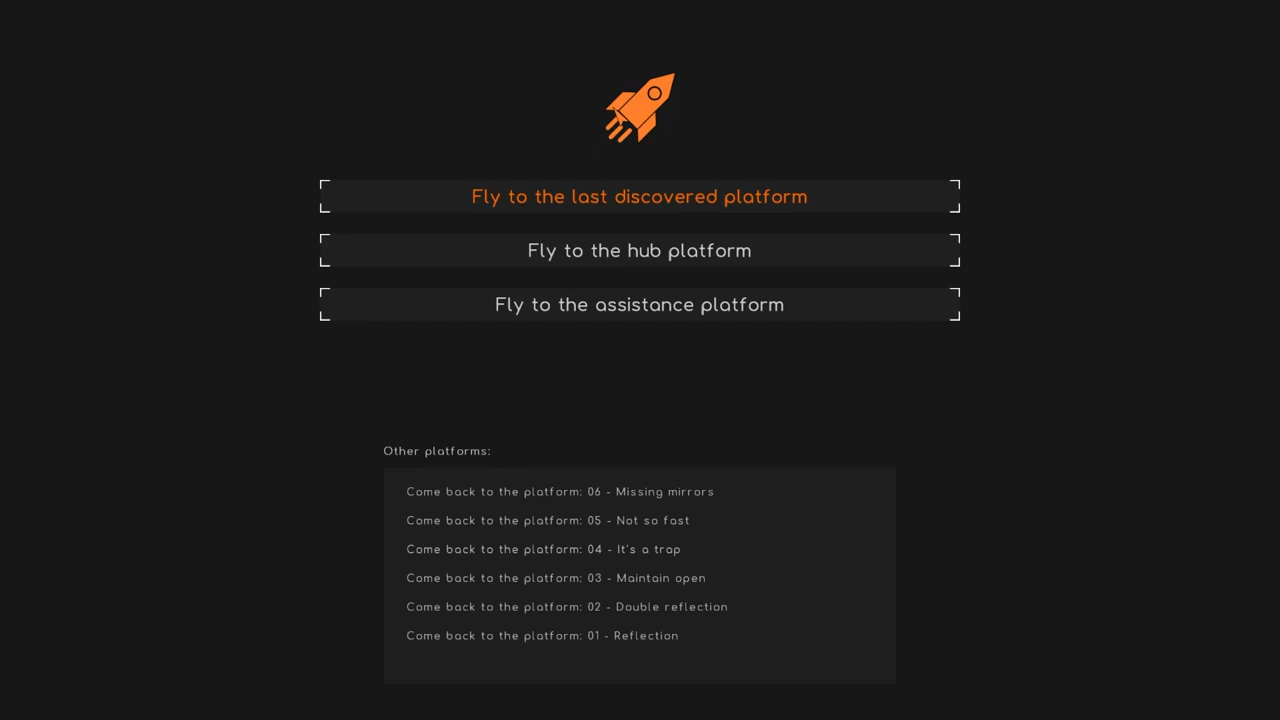 Fly to the last discovered platform
Fly to the hub platform
Fly to the assistance platform
Other platforms:
Come back to the platform: 06 - Missing mirrors
Come back to the platform: 05 - Not so fast
Come back to the platform: 04 - It's a trap
Come back to the platform: 03 - Maintain open
Come back to the platform: 02 - Double reflection
Come back to the platform: 01 - Reflection